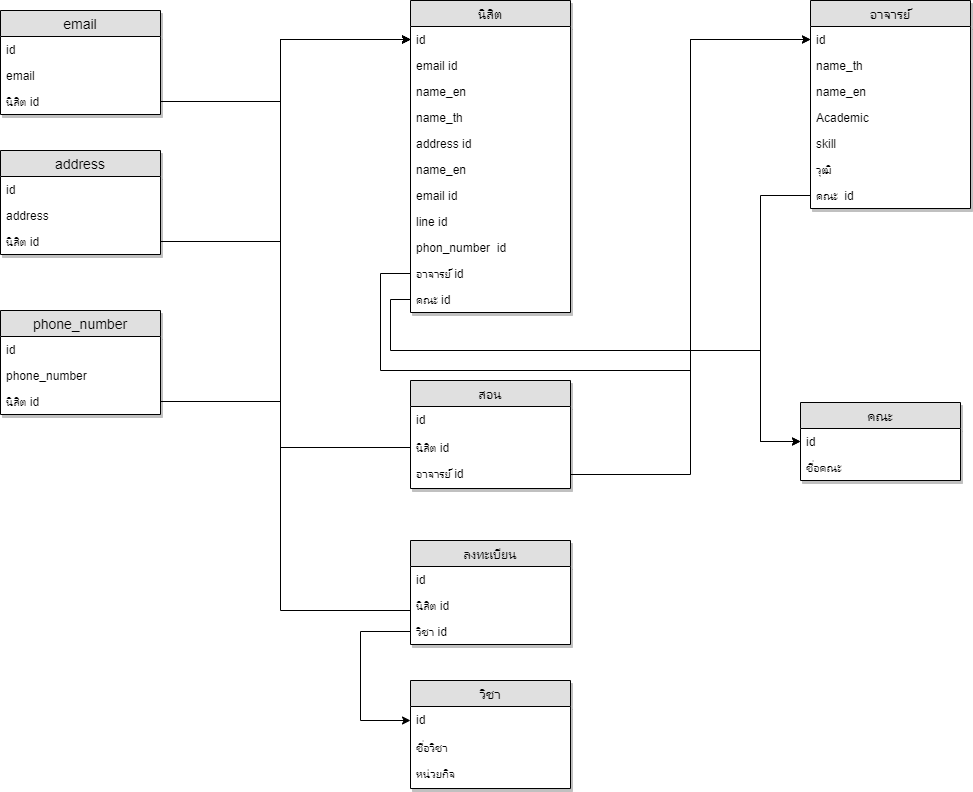 email
id
email
นิสิต id
address
id
address
นิสิต id
phone_number
id
phone_number
นิสิต id
นิสิต
id
email id
name_en
name_th
address id
name_en
email id
line id
phon_number id
อาจารย์ id
คณะ id
สอน
id
นิสิต id
อาจารย์ id
ลงทะเบียน
id
นิสิต id
วิชา id
วิชา
id
ชื่อวิชา
หน่วยกิจ
อาจารย์
id
name_th
name_en
Academic
skill
วุฒิ
คณะ id
คณะ
id
ชื่อคณะ